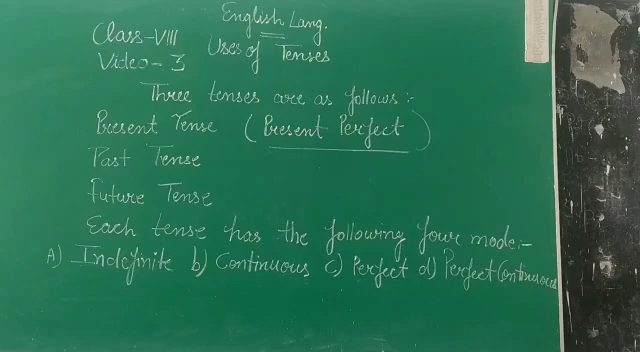 English Lang.
Class-VIII
Uses of Tenses
Video - 3
Three tenses are as follows :-
Present Tense (Present Perfect)
Past Tense
Future Tense
Each tense has the following four mode:-
A) Indefinite b) Continuous c) Perfect d) Perfect Continuous